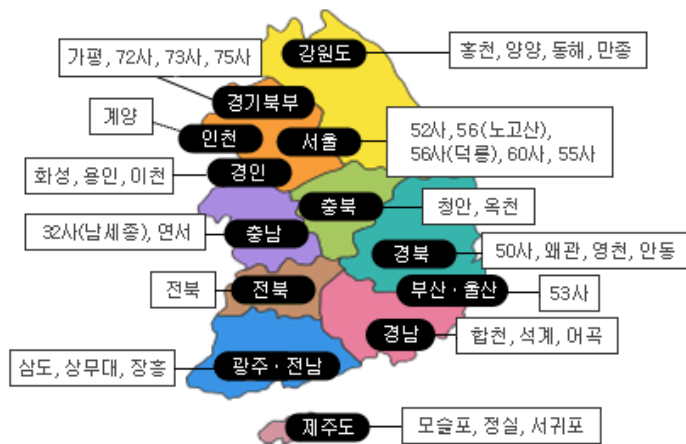 강원도
홍천, 양양, 동해, 만종
가평, 72사, 73사, 75사
경기북부
계양
인천
서울
52사, 56(노고산),
56사(덕릉), 60사, 55사
화성, 용인, 이천
경인
충북
청안, 옥천
32사(남세종), 연서
충남
경북
50사, 왜관, 영천, 안동
전북
전북
부산·울산
53사
경남
합천, 석계, 어곡
삼도, 상무대, 장흥
광주·전남
제주도
모슬포, 정실, 서귀포